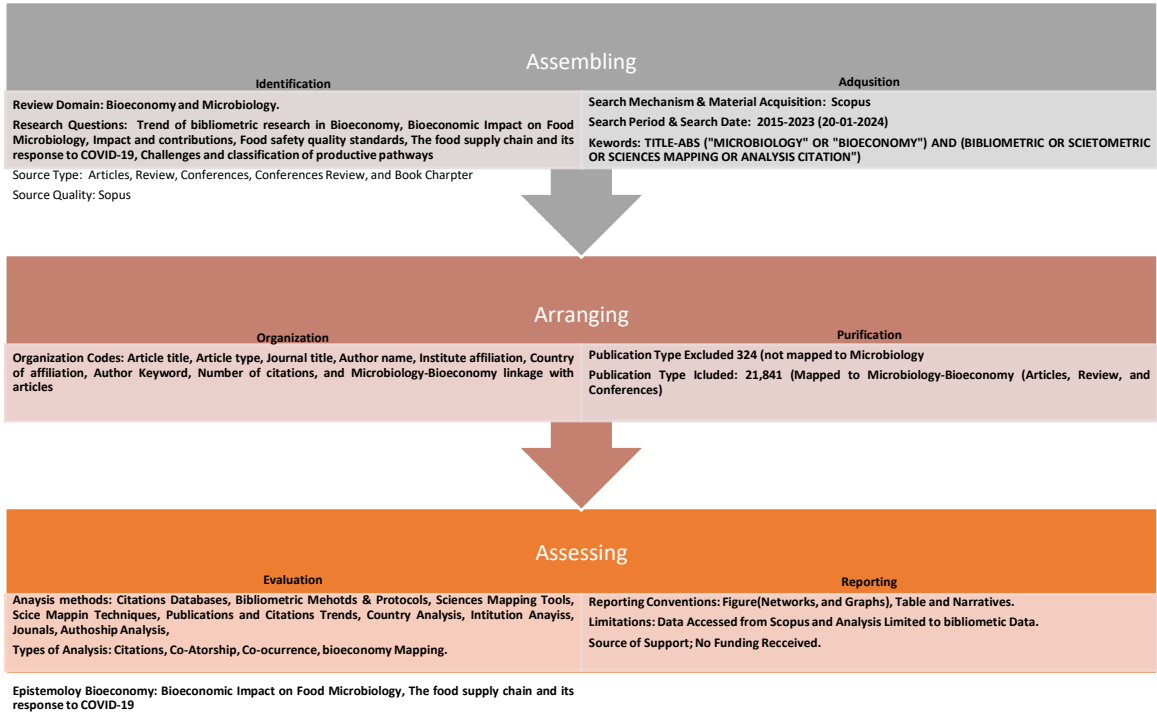 Assembling
Identification
Review Domain: Bioeconomy and Microbiology.
Research Questions: Trend of bibliometric research in Bioeconomy, Bioeconomic Impact on Food
Microbiology, Impact and contributions, Food safety quality standards, The food supply chain and its
response to COVID-19, Challenges and classification of productive pathways
Source Type: Articles, Review, Conferences, Conferences Review, and Book Charpter
Source Quality: Sopus
Adqusition
Search Mechanism & Material Acquisition: Scopus
Search Period & Search Date: 2015-2023 (20-01-2024)
Kewords: TITLE-ABS ("MICROBIOLOGY" OR "BIOECONOMY") AND (BIBLIOMETRIC OR SCIETOMETRIC
OR SCIENCES MAPPING OR ANALYSIS CITATION")
Arranging
Organization
Organization Codes: Article title, Article type, Journal title, Author name, Institute affiliation, Country
of affiliation, Author Keyword, Number of citations, and Microbiology-Bioeconomy linkage with
articles
Purification
Publication Type Excluded 324 (not mapped to Microbiology
Publication Type Icluded: 21,841 (Mapped to Microbiology-Bioeconomy (Articles, Review, and
Conferences)
Assessing
Evaluation
Anaysis methods: Citations Databases, Bibliometric Mehotds & Protocols, Sciences Mapping Tools,
Scice Mappin Techniques, Publications and Citations Trends, Country Analysis, Intitution Anayiss,
Jounals, Authoship Analysis,
Types of Analysis: Citations, Co-Atorship, Co-ocurrence, bioeconomy Mapping.
Epistemoloy Bioeconomy: Bioeconomic Impact on Food Microbiology, The food supply chain and its
response to COVID-19
Reporting
Reporting Conventions: Figure(Networks, and Graphs), Table and Narratives.
Limitations: Data Accessed from Scopus and Analysis Limited to bibliometic Data.
Source of Support; No Funding Recceived.